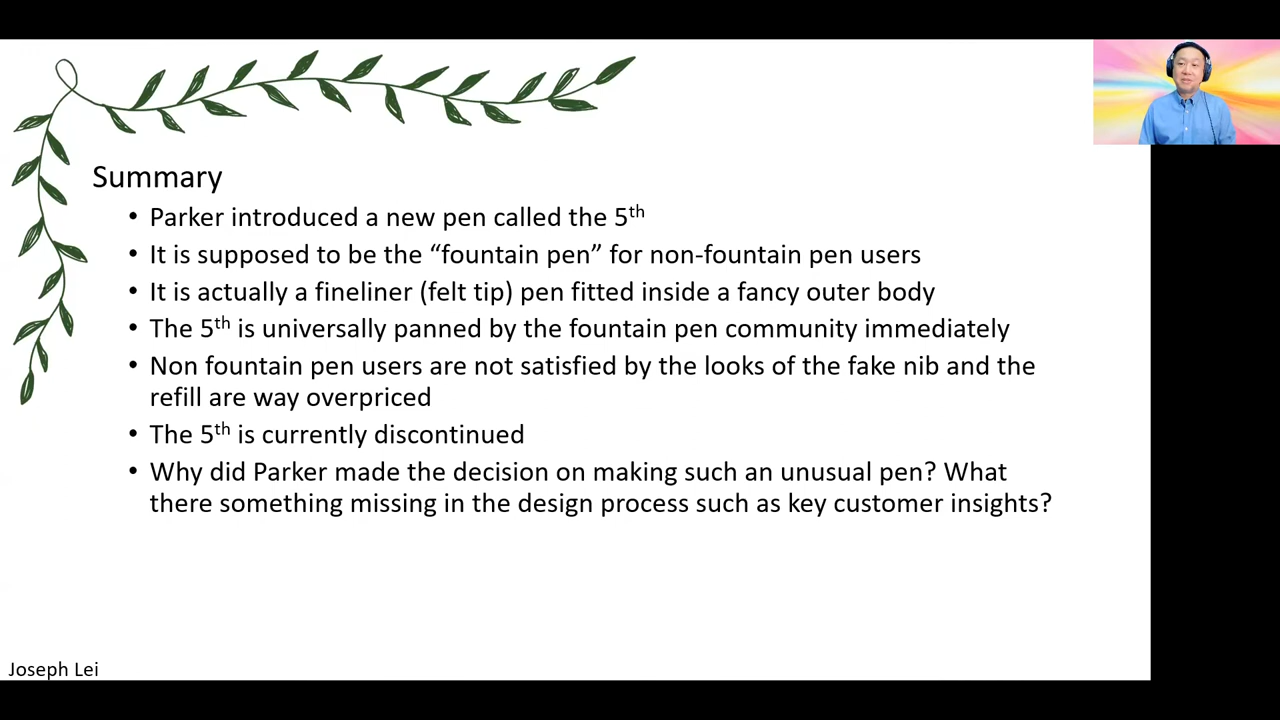 Summary
• Parker introduced a new pen called the 5th
• It is supposed to be the “fountain pen” for non-fountain pen users
• It is actually a fineliner (felt tip) pen fitted inside a fancy outer body
• The 5th is universally panned by the fountain pen community immediately
• Non fountain pen users are not satisfied by the looks of the fake nib and the
refill are way overpriced
• The 5th is currently discontinued
• Why did Parker made the decision on making such an unusual pen? What
there something missing in the design process such as key customer insights?
Joseph Lei